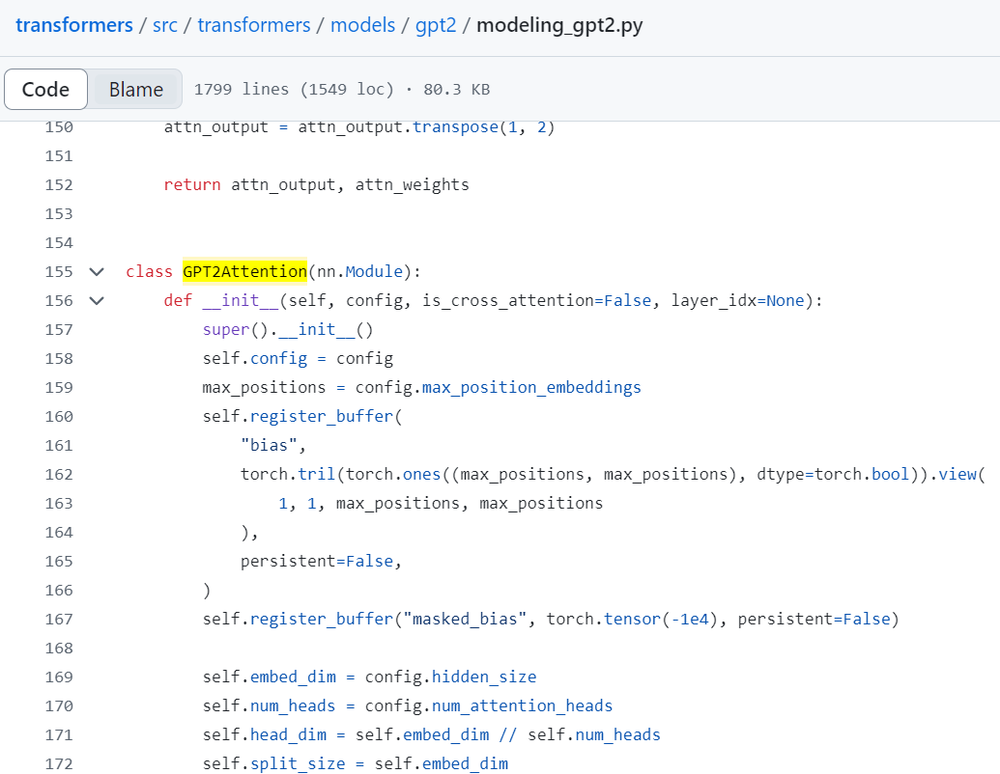 transformers / src / transformers / models / gpt2 / modeling_gpt2.py
Code Blame 1799 lines (1549 loc) · 80.3 KB
150 attn_output = attn_output.transpose(1, 2)
151
152 return attn_output, attn_weights
153
154
155 class GPT2Attention(nn.Module):
156 def __init__(self, config, is_cross_attention=False, layer_idx=None):
157 super().__init__()
158 self.config = config
159 max_positions = config.max_position_embeddings
160 self.register_buffer(
161 "bias",
162 torch.tril(torch.ones((max_positions, max_positions), dtype=torch.bool)).view(
163 1, 1, max_positions, max_positions
164 ),
165 persistent=False,
166 )
167 self.register_buffer("masked_bias", torch.tensor(-1e4), persistent=False)
168
169 self.embed_dim = config.hidden_size
170 self.num_heads = config.num_attention_heads
171 self.head_dim = self.embed_dim // self.num_heads
172 self.split_size = self.embed_dim